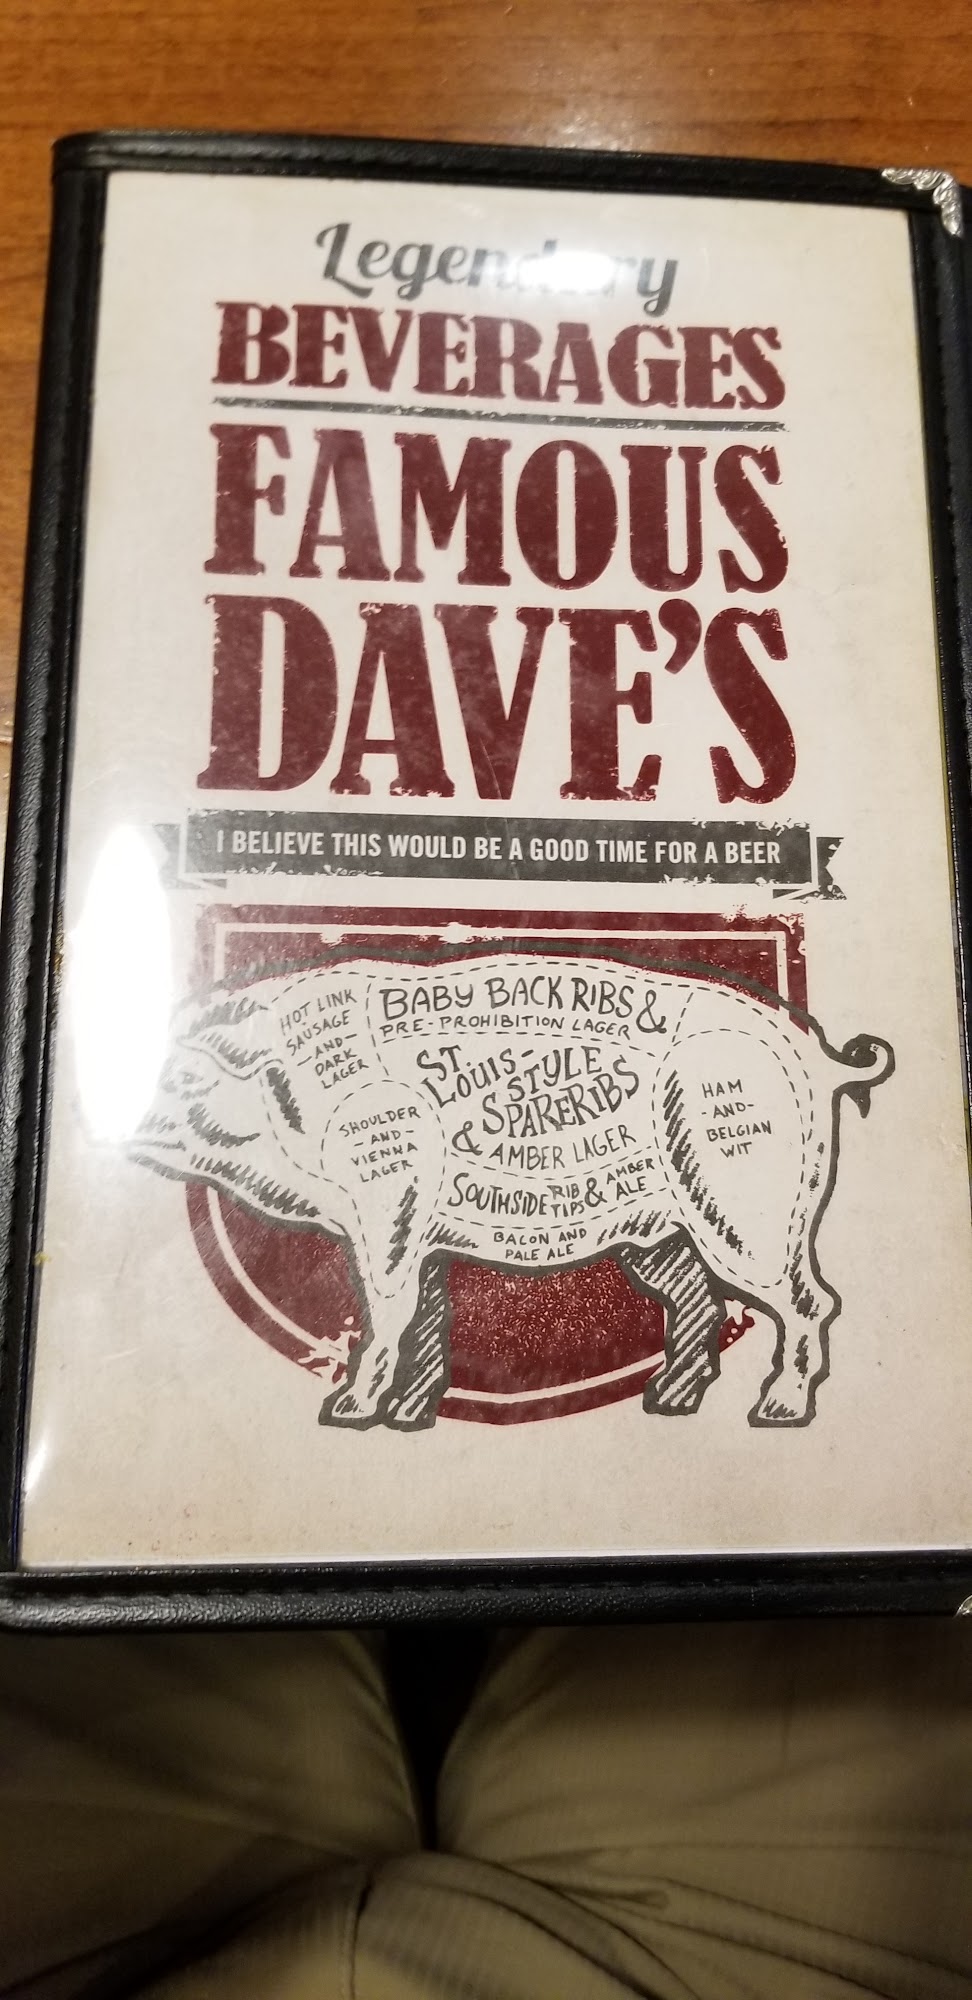 Legendary
BEVERAGES
FAMOUS
DAVE'S
I BELIEVE THIS WOULD BE A GOOD TIME FOR A BEER
HOT LINK
SAUSAGE
-AND-
DARK
LAGER
BABY BACK RIBS &
PRE-PROHIBITION LAGER
ST.
LOUIS-
STYLE
& SPARERIBS
AMBER LAGER
SHOULDER
-AND-
VIENNA
LAGER
HAM
-AND-
BELGIAN
WIT
SOUTHSIDE RIB TIPS & AMBER ALE
BACON AND
PALE ALE